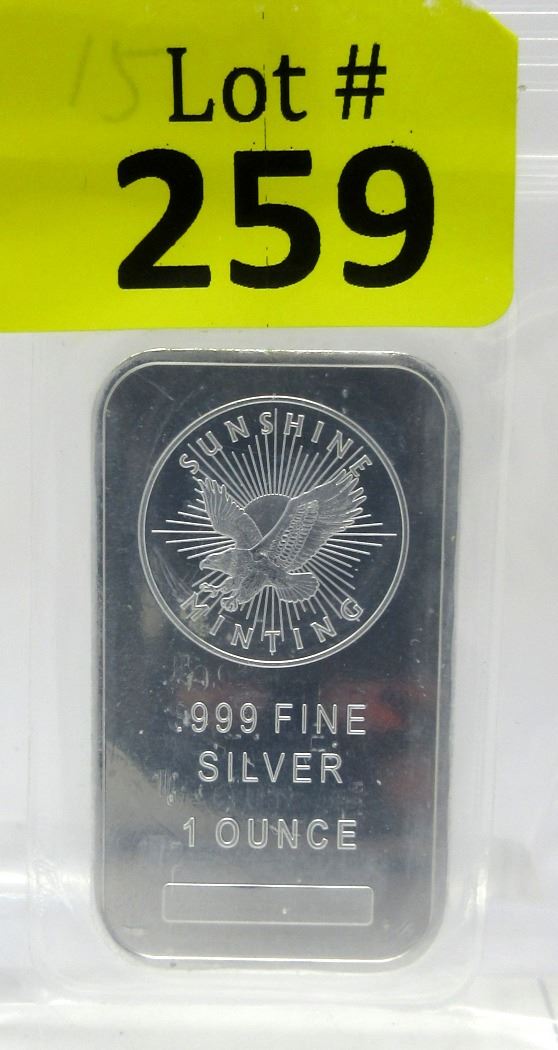 15
Lot #
259
SUNSHINE
MINTING
.999 FINE
SILVER
1 OUNCE